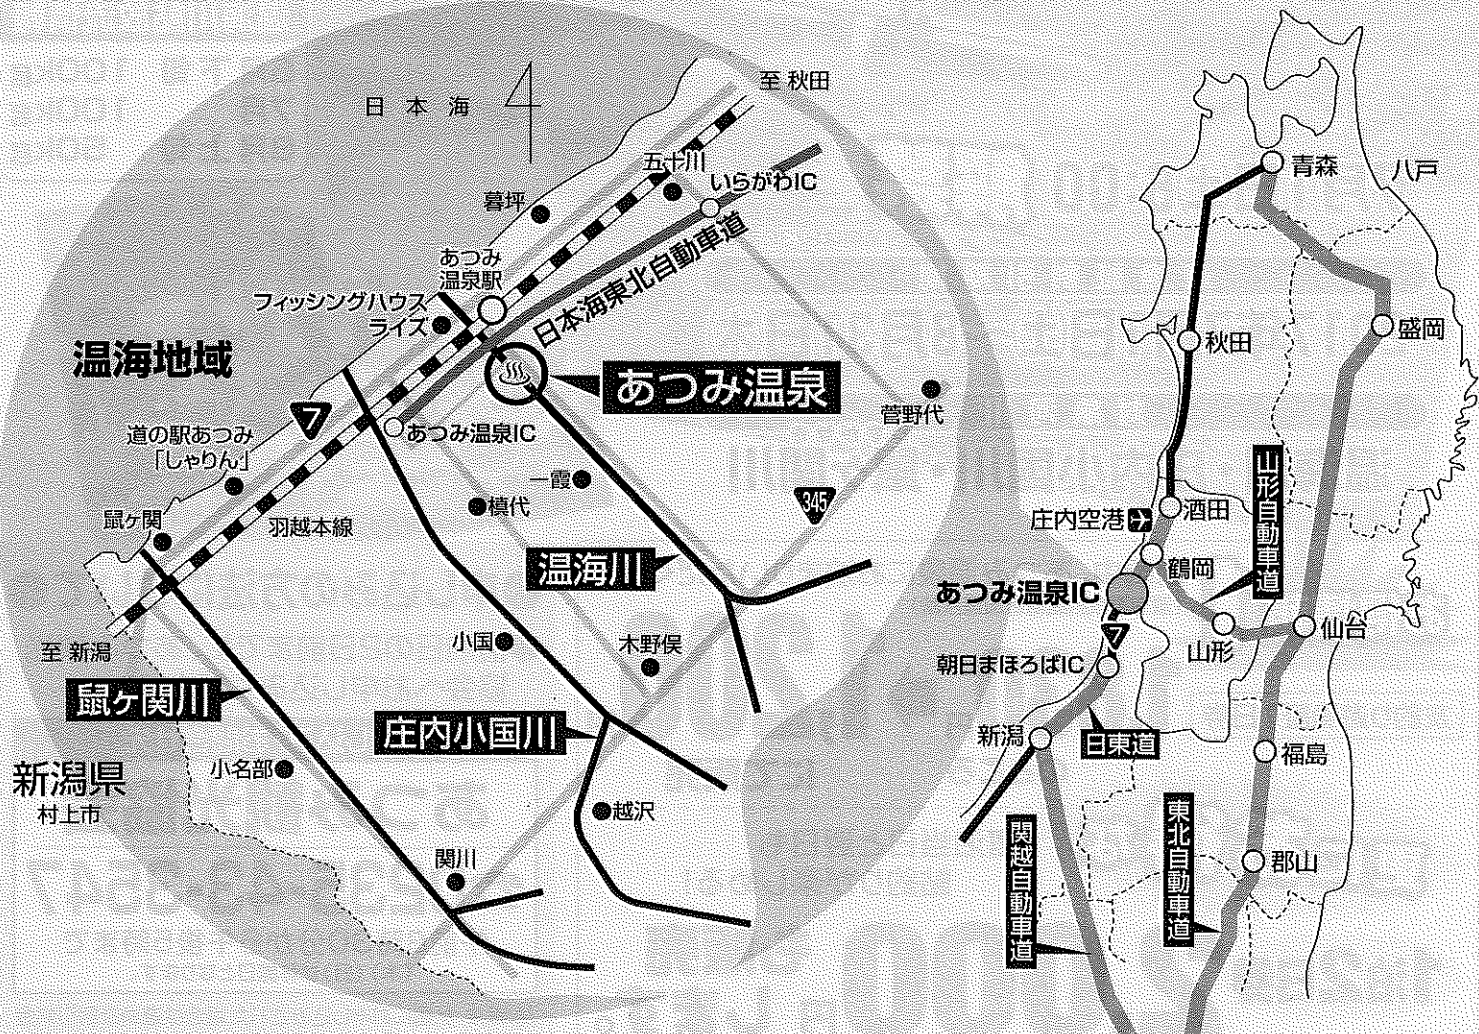 日本海
至 秋田
五十川
いらがわIC
暮坪
あつみ
温泉駅
日本海東北自動車道
フィッシングハウス
ライズ
温海地域
あつみ温泉
7
菅野代
道の駅あつみ
「しゃりん」
あつみ温泉IC
一霞
槙代
345
鼠ヶ関
羽越本線
温海川
至 新潟
小国
木野俣
鼠ヶ関川
庄内小国川
新潟県
村上市
小名部
越沢
関川
青森
八戸
秋田
盛岡
山形自動車道
庄内空港
酒田
鶴岡
あつみ温泉IC
7
山形
仙台
朝日まほろばIC
新潟
日東道
福島
関越自動車道
東北自動車道
郡山